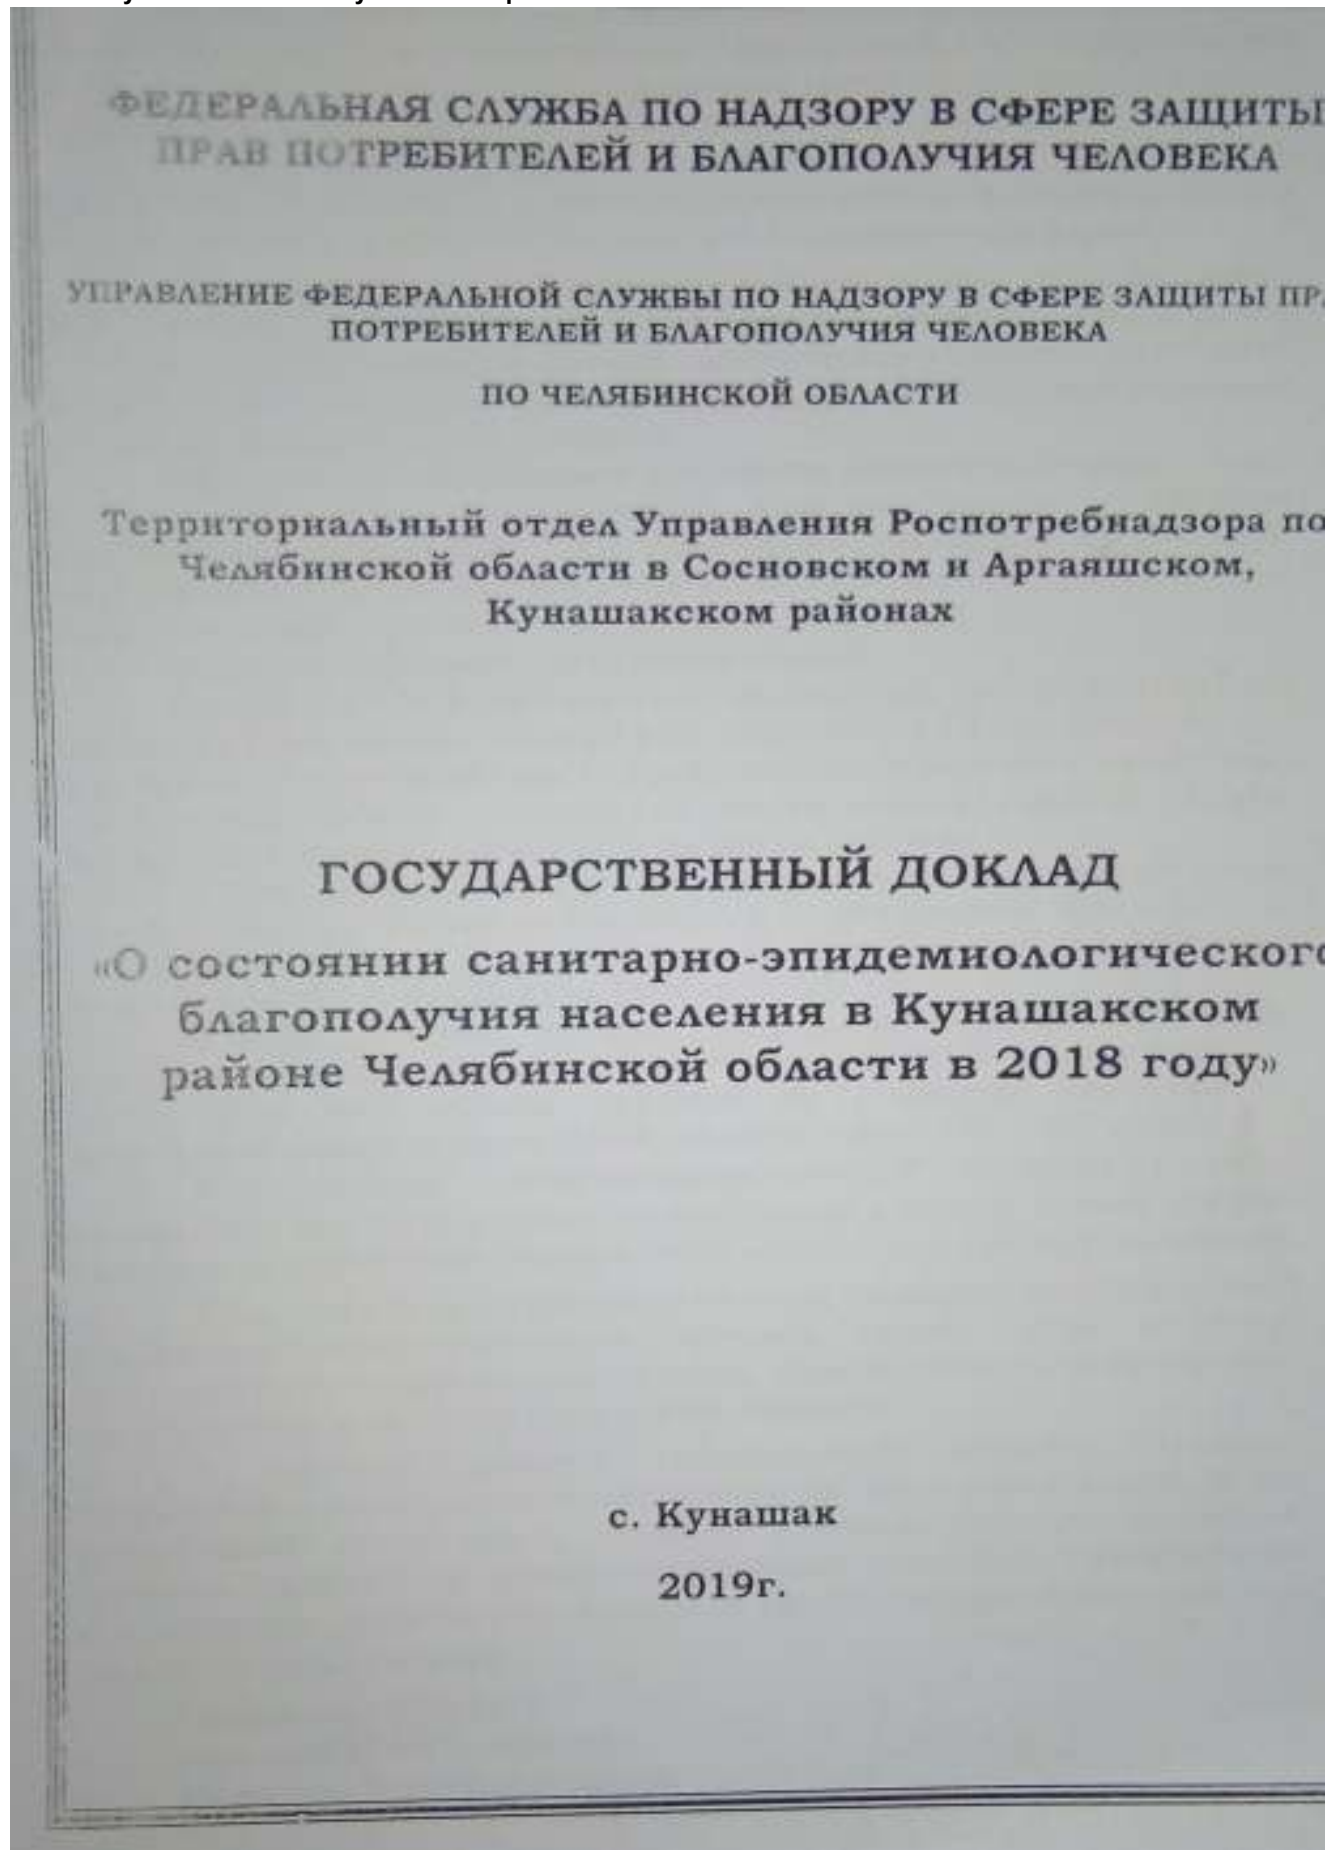 ФЕДЕРАЛЬНАЯ СЛУЖБА ПО НАДЗОРУ В СФЕРЕ ЗАЩИТЫ
ПРАВ ПОТРЕБИТЕЛЕЙ И БЛАГОПОЛУЧИЯ ЧЕЛОВЕКА
УПРАВЛЕНИЕ ФЕДЕРАЛЬНОЙ СЛУЖБЫ ПО НАДЗОРУ В СФЕРЕ ЗАЩИТЫ
ПОТРЕБИТЕЛЕЙ И БЛАГОПОЛУЧИЯ ЧЕЛОВЕКА
ПО ЧЕЛЯБИНСКОЙ ОБЛАСТИ
Территориальный отдел Управления Роспотребнадзора по
Челябинской области в Сосновском и Аргаяшском,
Кунашакском районах
ГОСУДАРСТВЕННЫЙ ДОКЛАД
«О состоянии санитарно-эпидемиологического
благополучия населения в Кунашакском
районе Челябинской области в 2018 году»
с. Кунашак
2019г.